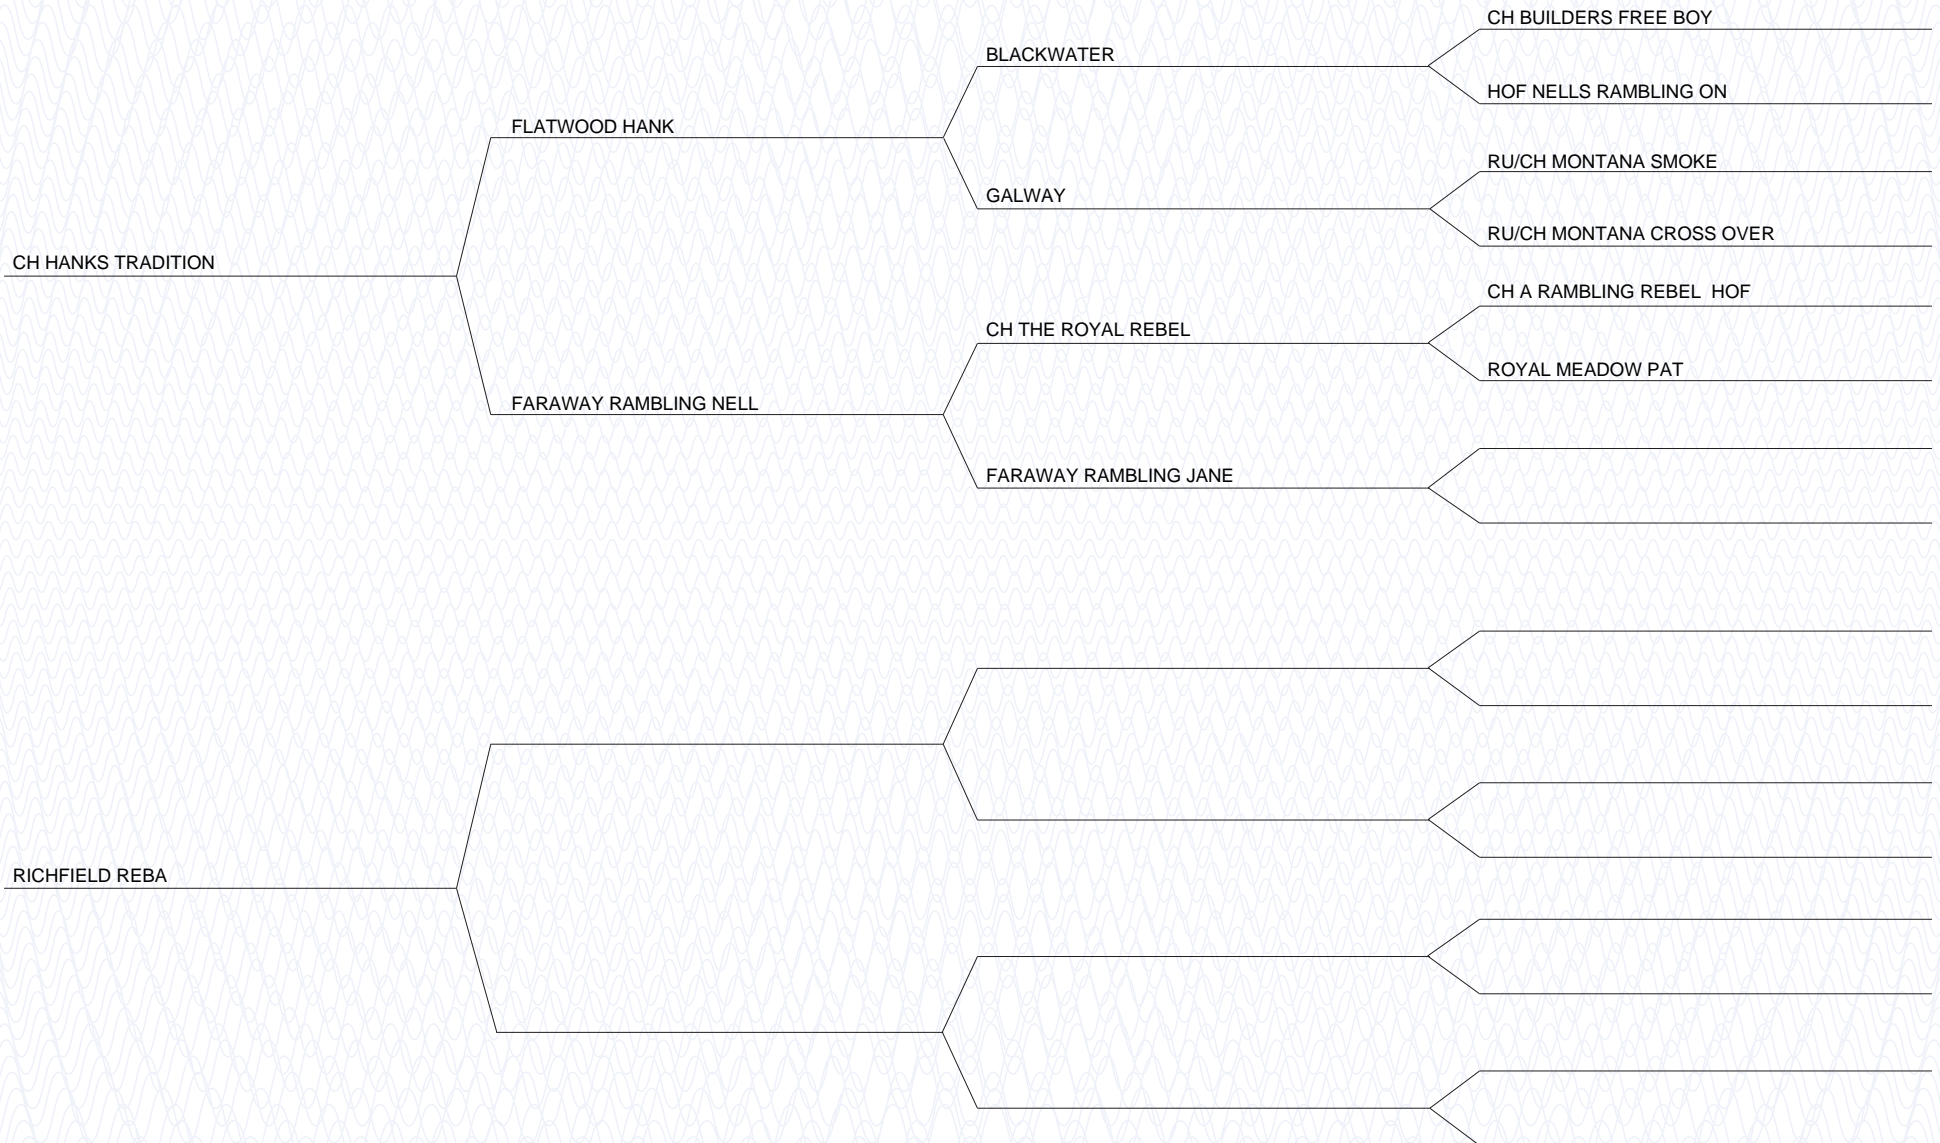 CH BUILDERS FREE BOY
BLACKWATER
HOF NELLS RAMBLING ON
FLATWOOD HANK
RU/CH MONTANA SMOKE
GALWAY
RU/CH MONTANA CROSS OVER
CH HANKS TRADITION
CH A RAMBLING REBEL  HOF
CH THE ROYAL REBEL
ROYAL MEADOW PAT
FARAWAY RAMBLING NELL
FARAWAY RAMBLING JANE
RICHFIELD REBA